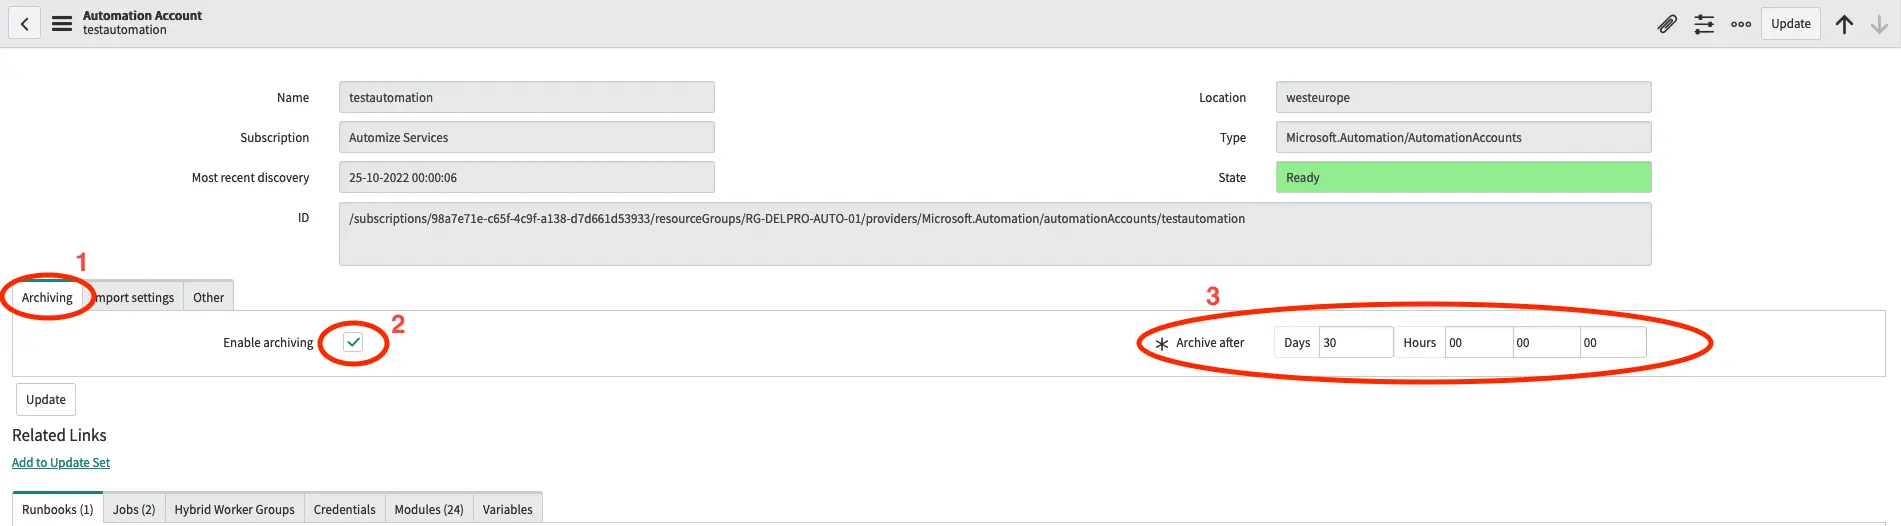 Automation Account
testautomation
Update
Name testautomation
Location westeurope
Subscription Automize Services
Type Microsoft.Automation/AutomationAccounts
Most recent discovery 25-10-2022 00:00:06
State Ready
ID /subscriptions/98a7e71e-c65f-4c9f-a138-d7d661d53933/resourceGroups/RG-DELPRO-AUTO-01/providers/Microsoft.Automation/automationAccounts/testautomation
1
Archiving mport settings Other
2
3
Enable archiving
* Archive after Days 30 Hours 00 00 00
Update
Related Links
Add to Update Set
Runbooks (1) Jobs (2) Hybrid Worker Groups Credentials Modules (24) Variables